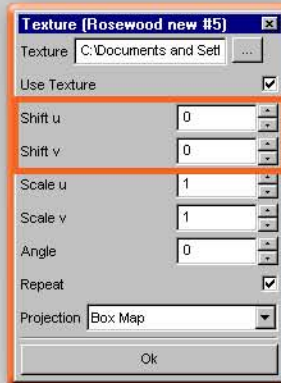 Texture (Rosewood new #5)
Texture C:\Documents and Sett ...
Use Texture
Shift u 0
Shift v 0
Scale u 1
Scale v 1
Angle 0
Repeat
Projection Box Map
Ok